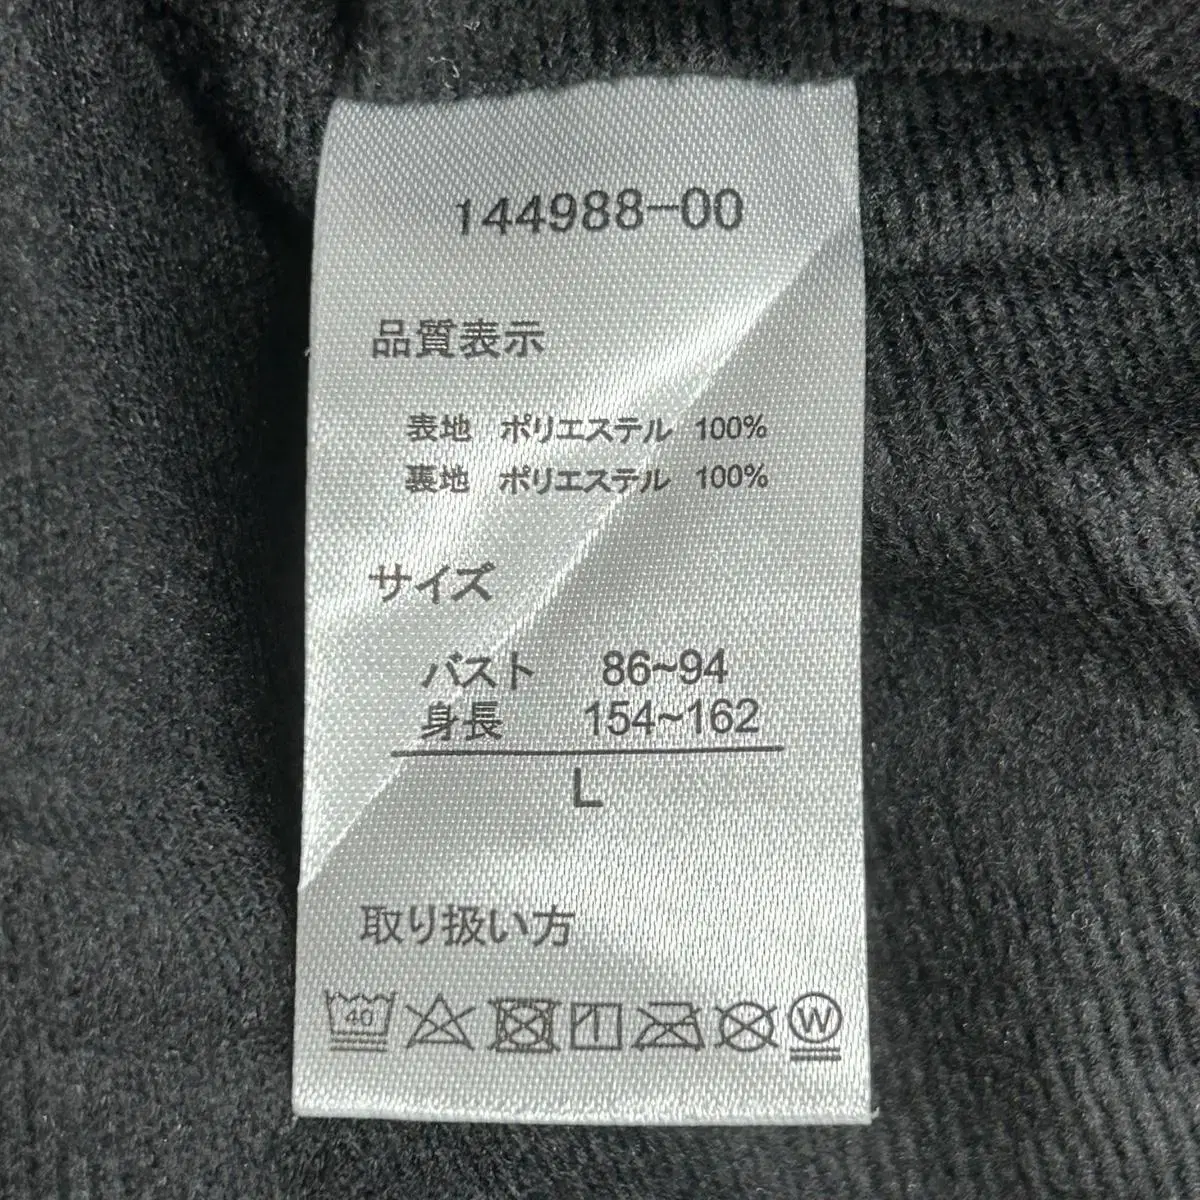 144988-00
品質表示
表地 ポリエステル 100%
裏地 ポリエステル 100%
サイズ
バスト 86~94
身長 154~162
L
取り扱い方
40
W